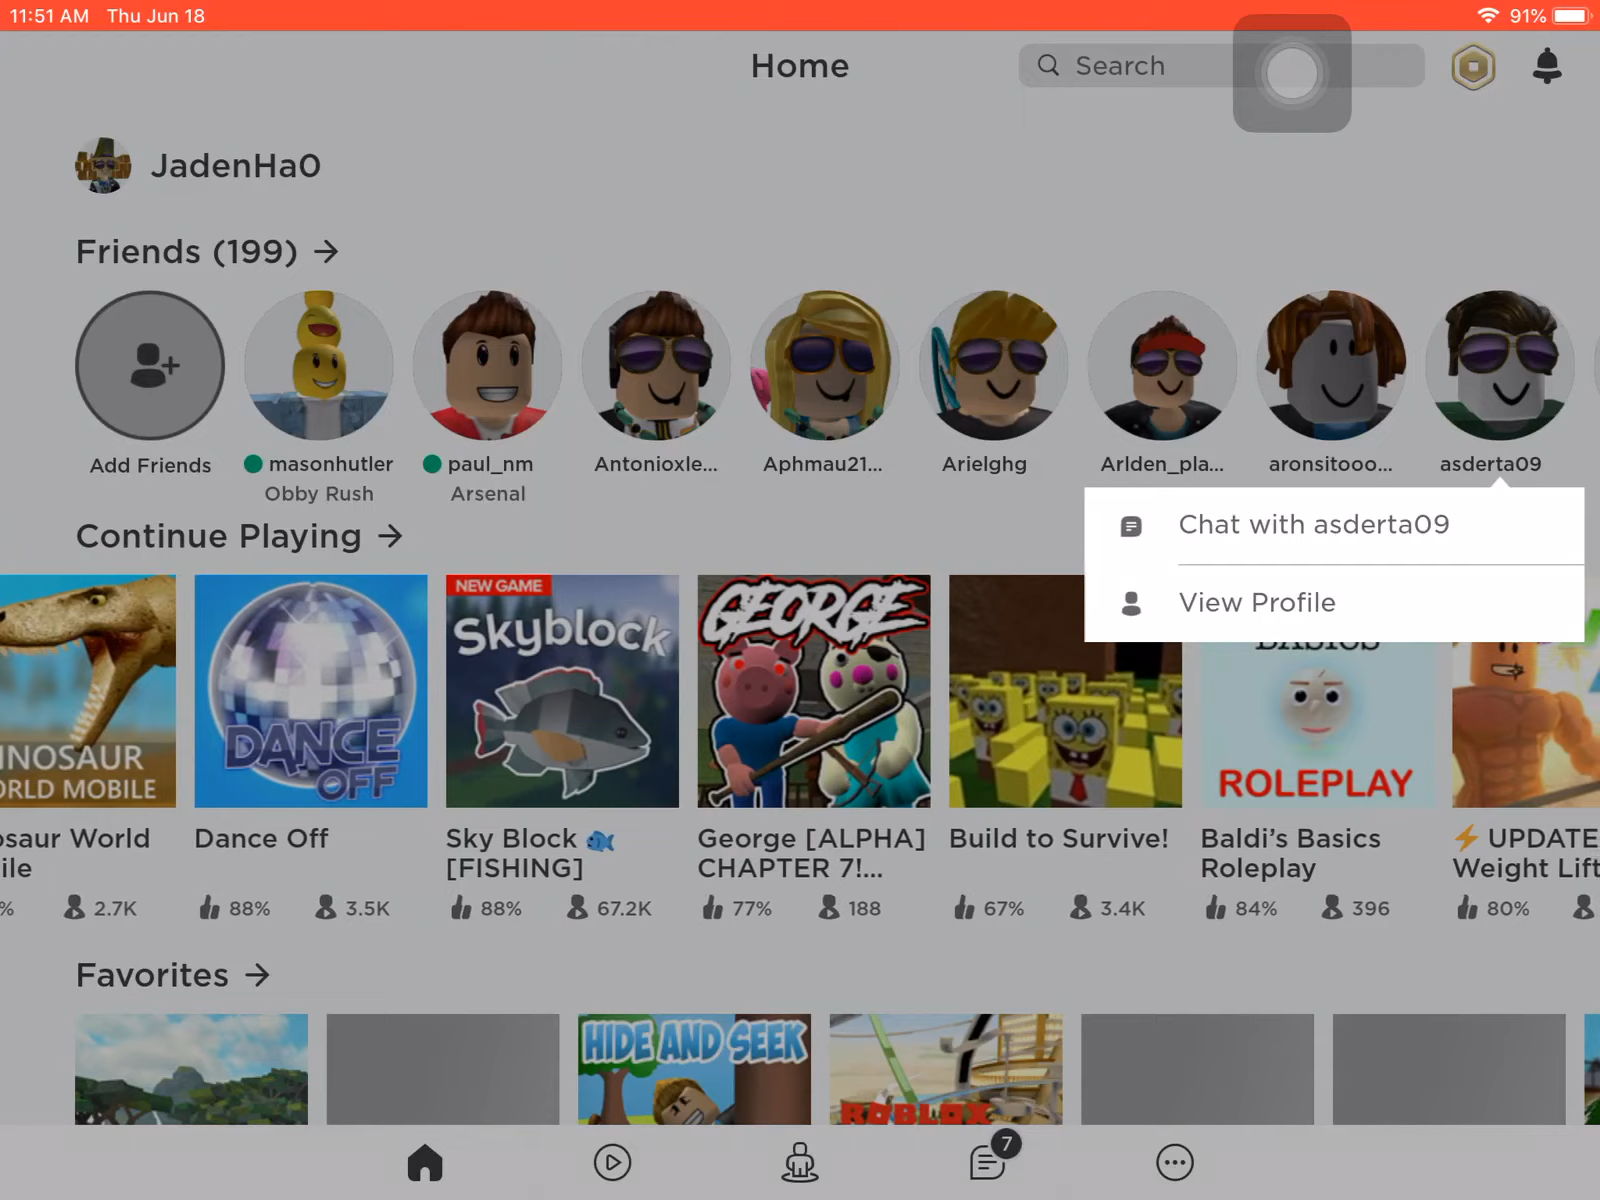 11:51 AM Thu Jun 18
91%
Home
Search
JadenHa0
Friends (199) →
Add Friends
masonhutler
Obby Rush
paul_nm
Arsenal
Antonioxle...
Aphmau21...
Arielghg
Arlden_pla...
aronsitooo...
asderta09
Chat with asderta09
View Profile
Continue Playing →
INOSAUR
ORLD MOBILE
DANCE
OFF
NEW GAME
Skyblock
GEORGE
BASICS
ROLEPLAY
osaur World
ile
%
2.7K
Dance Off
88%
3.5K
Sky Block 🐟
[FISHING]
88%
67.2K
George [ALPHA]
CHAPTER 7!...
77%
188
Build to Survive!
67%
3.4K
Baldi's Basics
Roleplay
84%
396
⚡ UPDATE
Weight Lift
80%
Favorites →
HIDE AND SEEK
ROBLOX
7